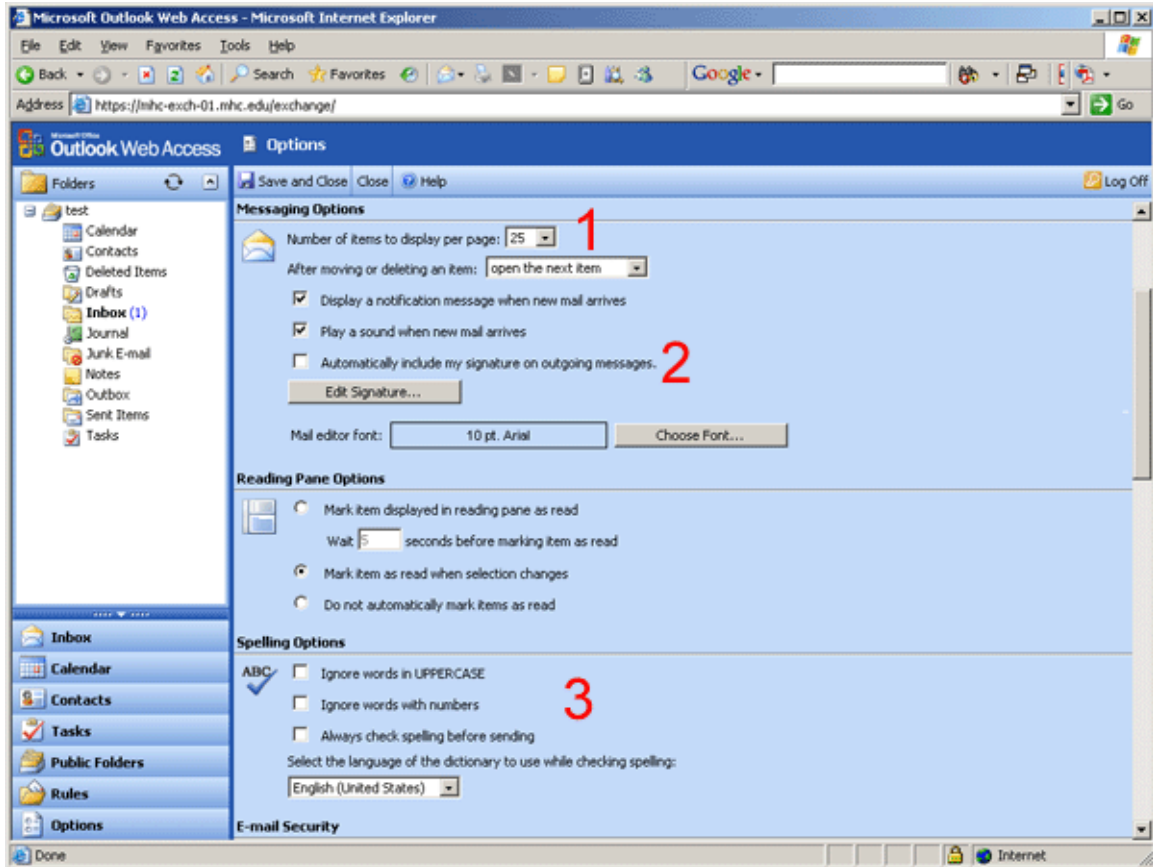 Microsoft Outlook Web Access - Microsoft Internet Explorer
File Edit View Favorites Tools Help
Back Search Favorites Google
Address https://mhc-exch-01.mhc.edu/exchange/ Go
Microsoft Office
Outlook Web Access Options
Folders Save and Close Close Help Log Off
test
Calendar
Contacts
Deleted Items
Drafts
Inbox (1)
Journal
Junk E-mail
Notes
Outbox
Sent Items
Tasks
Inbox
Calendar
Contacts
Tasks
Public Folders
Rules
Options
Messaging Options
Number of items to display per page: 25 1
After moving or deleting an item: open the next item
Display a notification message when new mail arrives
Play a sound when new mail arrives
Automatically include my signature on outgoing messages. 2
Edit Signature...
Mail editor font: 10 pt. Arial Choose Font...
Reading Pane Options
Mark item displayed in reading pane as read
Wait 5 seconds before marking item as read
Mark item as read when selection changes
Do not automatically mark items as read
Spelling Options
ABC Ignore words in UPPERCASE
Ignore words with numbers 3
Always check spelling before sending
Select the language of the dictionary to use while checking spelling:
English (United States)
E-mail Security
Done Internet